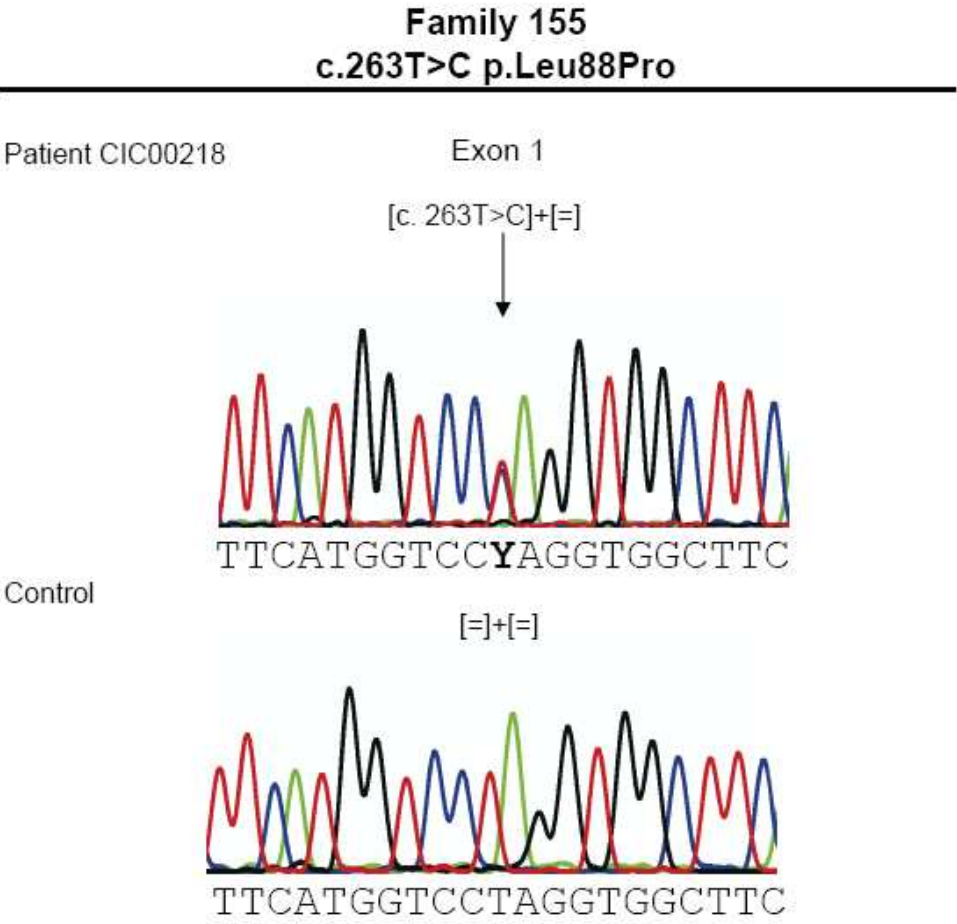 Family 155
c.263T>C p.Leu88Pro
Patient CIC00218
Exon 1
[c. 263T>C]+[=]
TTCATGGTCCYAGGTGGCTTC
Control
[=]+[=]
TTCATGGTCCTAGGTGGCTTC